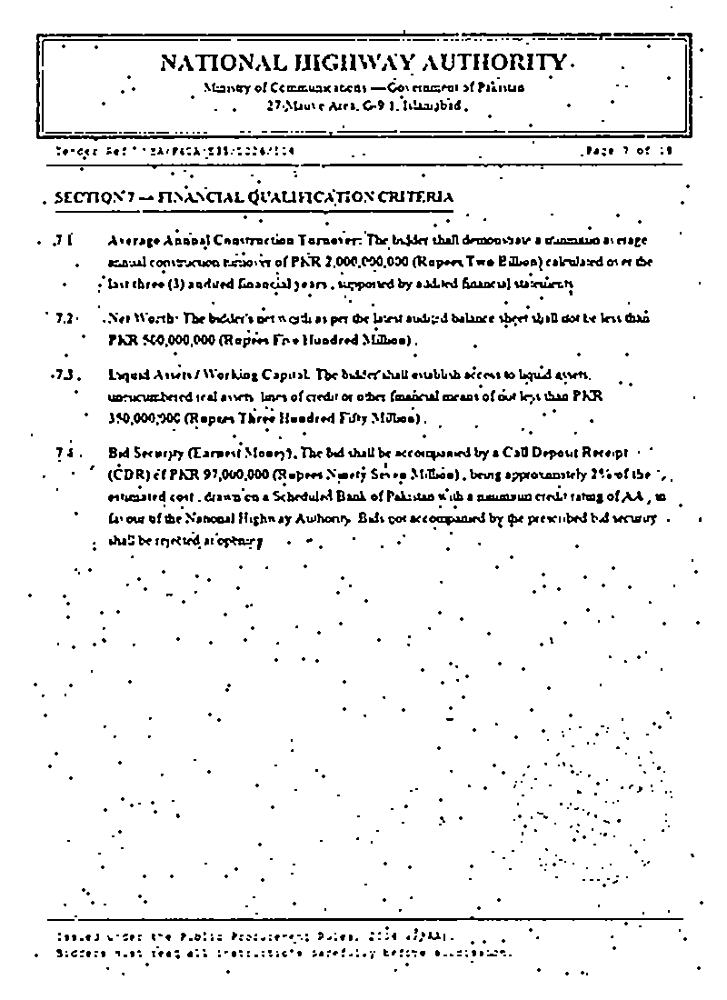 NATIONAL HIGHWAY AUTHORITY
Ministry of Communications — Government of Pakistan
27-Mauve Area, G-9/1, Islamabad
Tender Ref
Page 7 of
SECTION 7 — FINANCIAL QUALIFICATION CRITERIA
7.1 Average Annual Construction Turnover: The bidder shall demonstrate a minimum average
annual construction turnover of PKR 2,000,000,000 (Rupees Two Billion) calculated over the
last three (3) audited financial years, supported by audited financial statements.
7.2 Net Worth: The bidder's net worth as per the latest audited balance sheet shall not be less than
PKR 500,000,000 (Rupees Five Hundred Million).
7.3 Liquid Assets / Working Capital: The bidder shall establish access to liquid assets,
unencumbered real assets, lines of credit or other financial means of not less than PKR
350,000,000 (Rupees Three Hundred Fifty Million).
7.4 Bid Security (Earnest Money): The bid shall be accompanied by a Call Deposit Receipt
(CDR) of PKR 97,000,000 (Rupees Ninety Seven Million), being approximately 2% of the
estimated cost, drawn on a Scheduled Bank of Pakistan with a minimum credit rating of AA, in
favour of the National Highway Authority. Bids not accompanied by the prescribed bid security
shall be rejected at opening.
Issued under the Public Procurement Rules, 2004
Bidders must read all instructions carefully before submission.